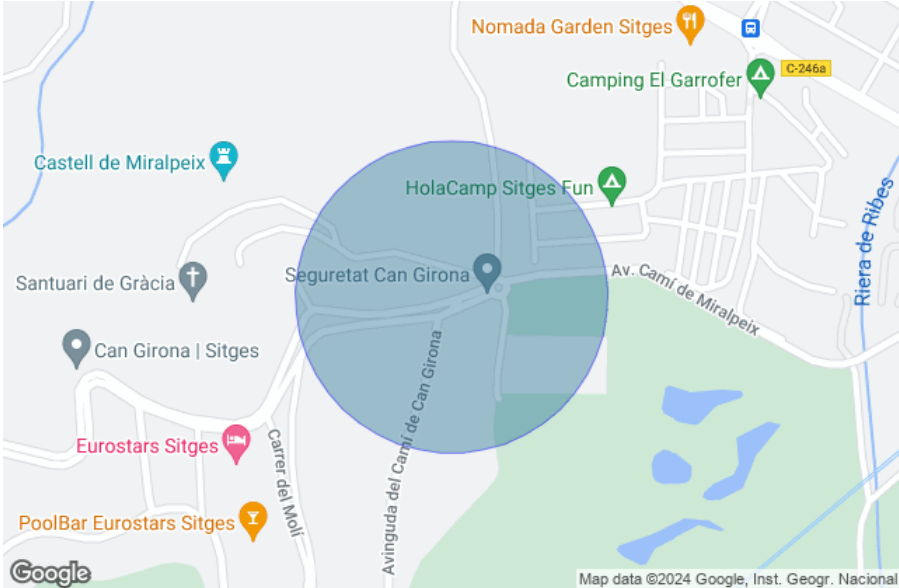 Nomada Garden Sitges
C-246a
Camping El Garrofer
Castell de Miralpeix
HolaCamp Sitges Fun
Riera de Ribes
Santuari de Gràcia
Seguretat Can Girona
Av. Camí de Miralpeix
Can Girona | Sitges
Avinguda del Camí de Can Girona
Eurostars Sitges
Carrer del Molí
PoolBar Eurostars Sitges
Google
Map data ©2024 Google, Inst. Geogr. Nacional